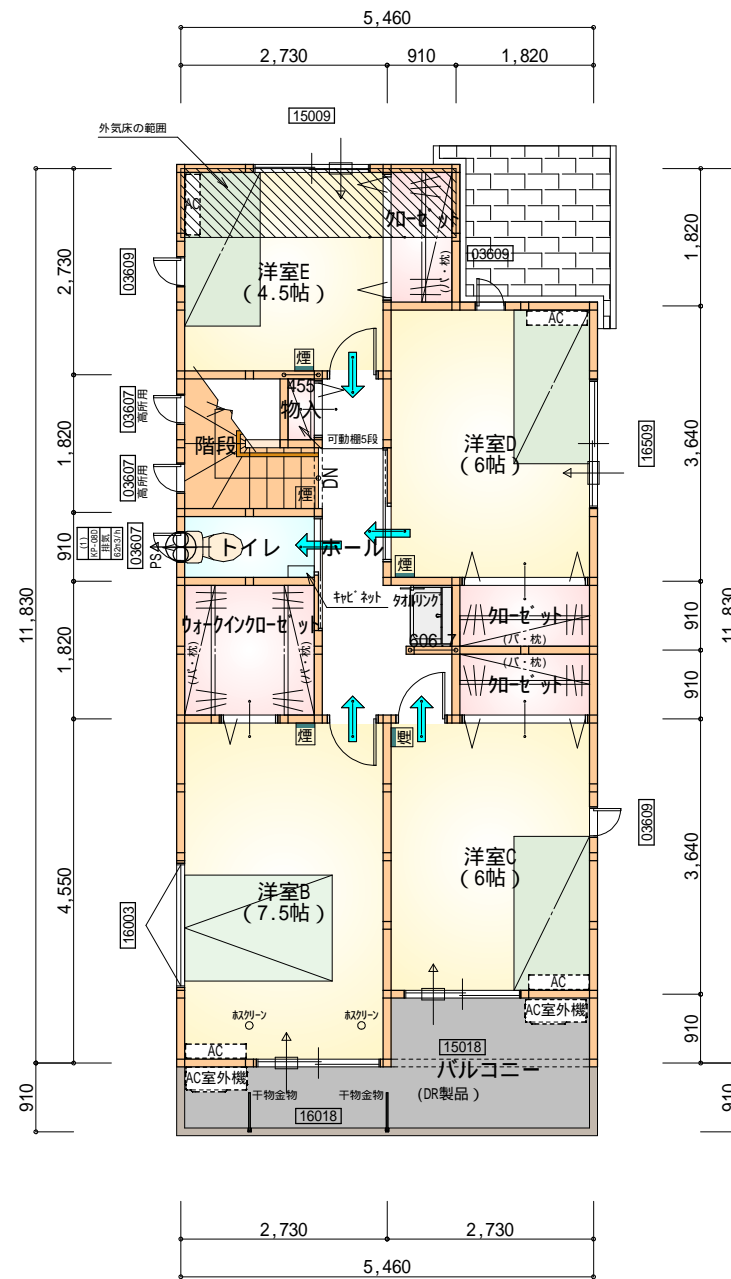 5,460
2,730
910
1,820
15009
外気床の範囲
AC
クローゼット
(パ・枕)
03609
03609
洋室E
(4.5帖)
AC
2,730
1,820
煙
455
物入
可動棚5段
03607
高所用
階段
洋室D
(6帖)
16509
1,820
3,640
03607
高所用
煙
DN
(1)
KP-08D
排気
62m3/h
03607
PS
トイレ
ホール
煙
910
キャビネット
タオルリング
クローゼット
(パ・枕)
910
11,830
11,830
ウォークインクローゼット
(パ・枕)
(パ・枕)
606.7
1,820
(パ・枕)
クローゼット
910
煙
煙
03609
洋室C
(6帖)
3,640
洋室B
(7.5帖)
4,550
16003
AC
ホスクリーン
ホスクリーン
AC室外機
910
AC
15018
バルコニー
(DR製品)
AC室外機
干物金物
干物金物
16018
910
910
2,730
2,730
5,460